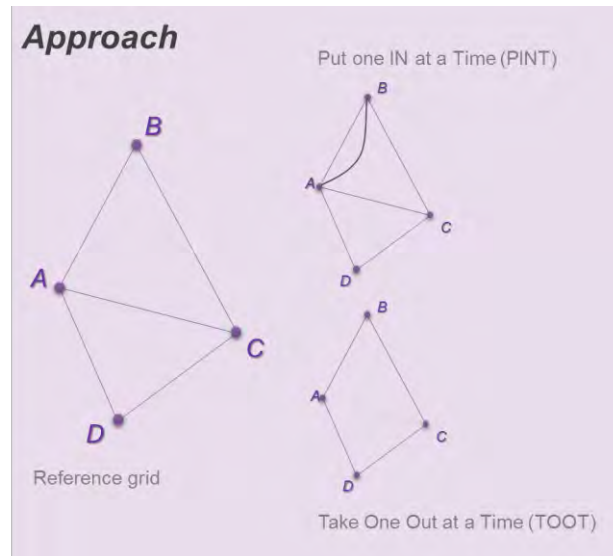 Approach
B
A
C
D
Reference grid
Put one IN at a Time (PINT)
B
A
C
D
B
A
C
D
Take One Out at a Time (TOOT)